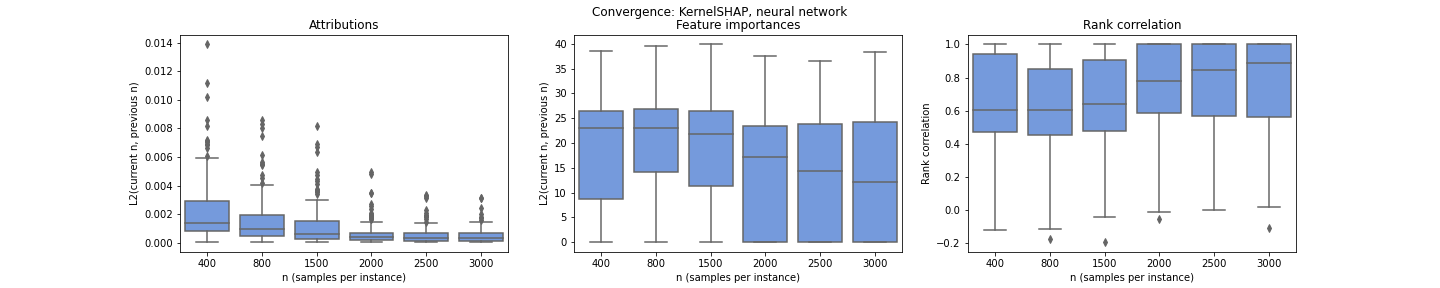 Convergence: KernelSHAP, neural network
Attributions
L2(current n, previous n)
0.014
0.012
0.010
0.008
0.006
0.004
0.002
0.000
400 800 1500 2000 2500 3000
n (samples per instance)
Feature importances
L2(current n, previous n)
40
35
30
25
20
15
10
5
0
400 800 1500 2000 2500 3000
n (samples per instance)
Rank correlation
Rank correlation
1.0
0.8
0.6
0.4
0.2
0.0
−0.2
400 800 1500 2000 2500 3000
n (samples per instance)